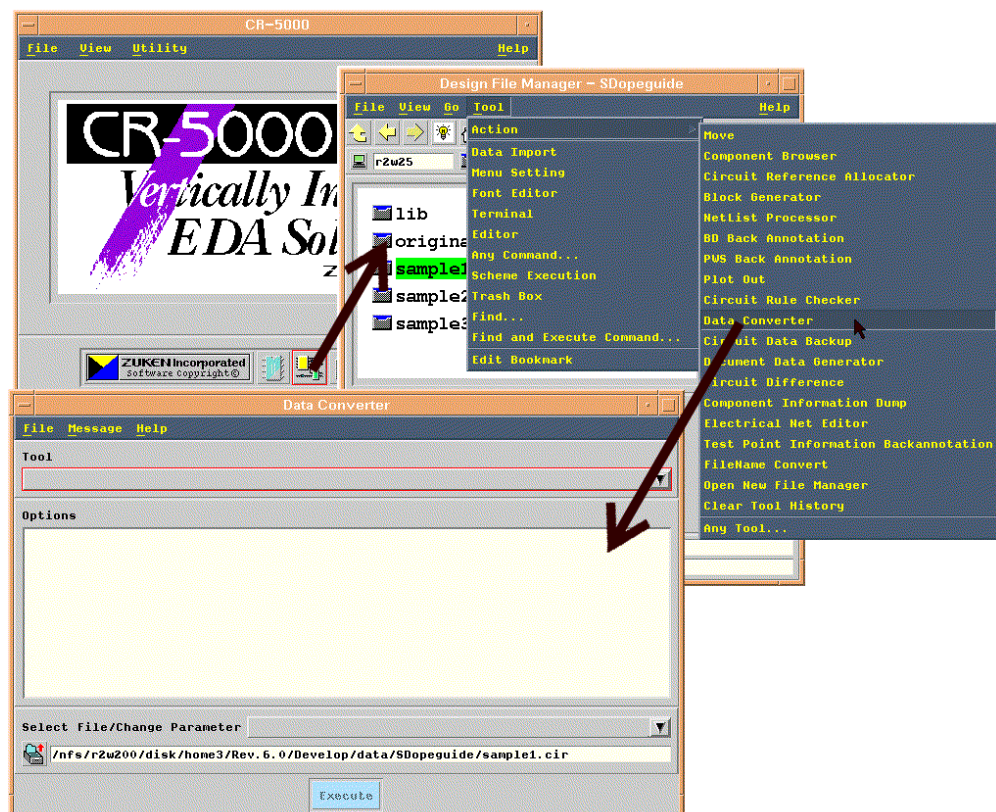 CR-5000
File View Utility Help
CR-5000
Vertically In
EDA Sol
Z
ZUKEN Incorporated
Software Copyright©
Design File Manager - SDopeguide
File View Go Tool Help
r2w25
lib
origina
sample1
sample2
sample3
Action
Data Import
Menu Setting
Font Editor
Terminal
Editor
Any Command...
Scheme Execution
Trash Box
Find...
Find and Execute Command...
Edit Bookmark
Move
Component Browser
Circuit Reference Allocator
Block Generator
NetList Processor
BD Back Annotation
PWS Back Annotation
Plot Out
Circuit Rule Checker
Data Converter
Circuit Data Backup
Document Data Generator
Circuit Difference
Component Information Dump
Electrical Net Editor
Test Point Information Backannotation
FileName Convert
Open New File Manager
Clear Tool History
Any Tool...
Data Converter
File Message Help
Tool
Options
Select File/Change Parameter
/nfs/r2w200/disk/home3/Rev.6.0/Develop/data/SDopeguide/sample1.cir
Execute